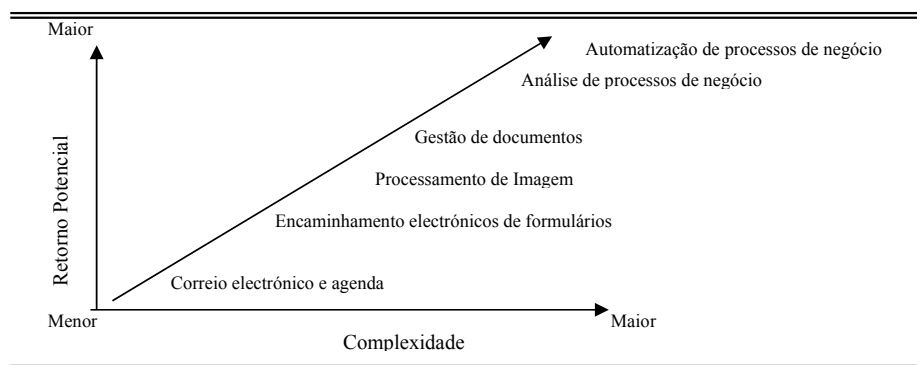 Maior
Automatização de processos de negócio
Análise de processos de negócio
Gestão de documentos
Retorno Potencial
Processamento de Imagem
Encaminhamento electrónicos de formulários
Correio electrónico e agenda
Menor
Maior
Complexidade